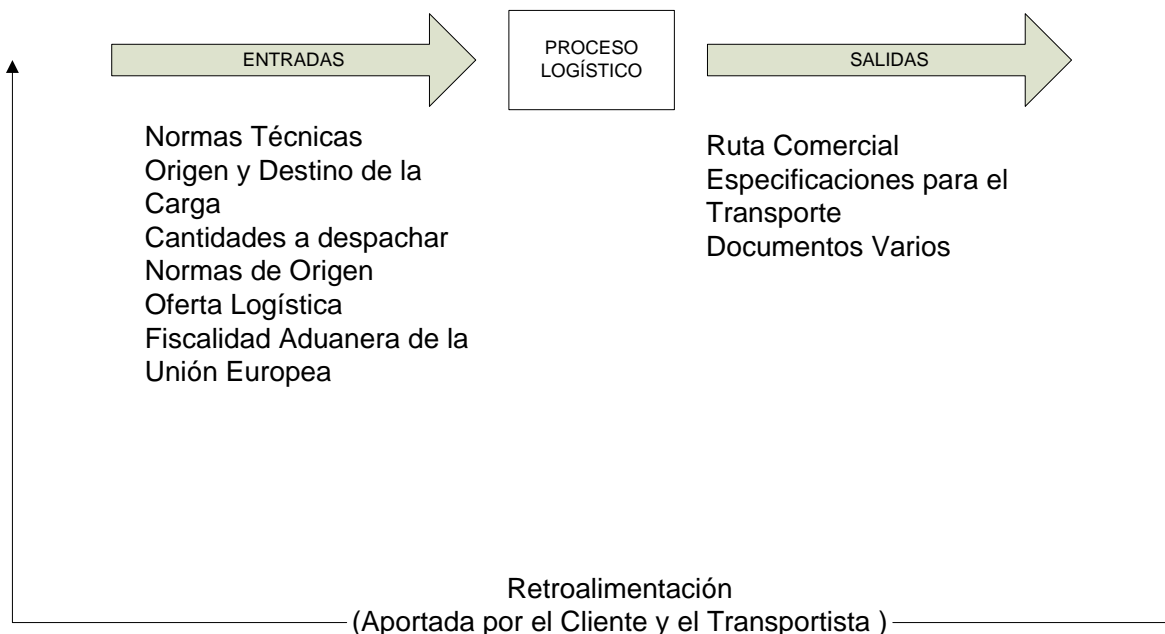 ENTRADAS
PROCESO
LOGÍSTICO
SALIDAS
Normas Técnicas
Origen y Destino de la
Carga
Cantidades a despachar
Normas de Origen
Oferta Logística
Fiscalidad Aduanera de la
Unión Europea
Ruta Comercial
Especificaciones para el
Transporte
Documentos Varios
Retroalimentación
(Aportada por el Cliente y el Transportista )